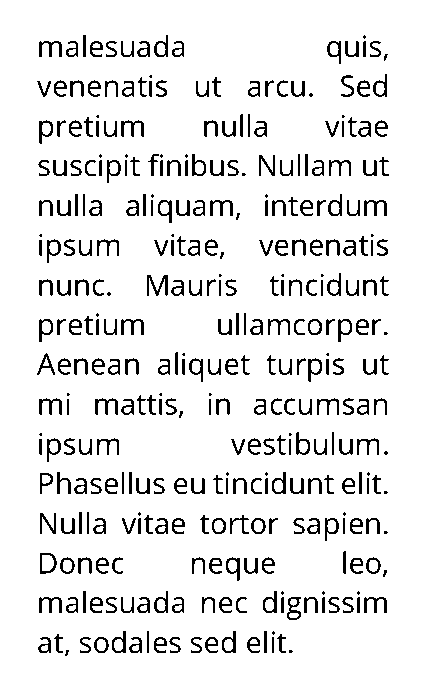 malesuada quis,
venenatis ut arcu. Sed
pretium nulla vitae
suscipit finibus. Nullam ut
nulla aliquam, interdum
ipsum vitae, venenatis
nunc. Mauris tincidunt
pretium ullamcorper.
Aenean aliquet turpis ut
mi mattis, in accumsan
ipsum vestibulum.
Phasellus eu tincidunt elit.
Nulla vitae tortor sapien.
Donec neque leo,
malesuada nec dignissim
at, sodales sed elit.